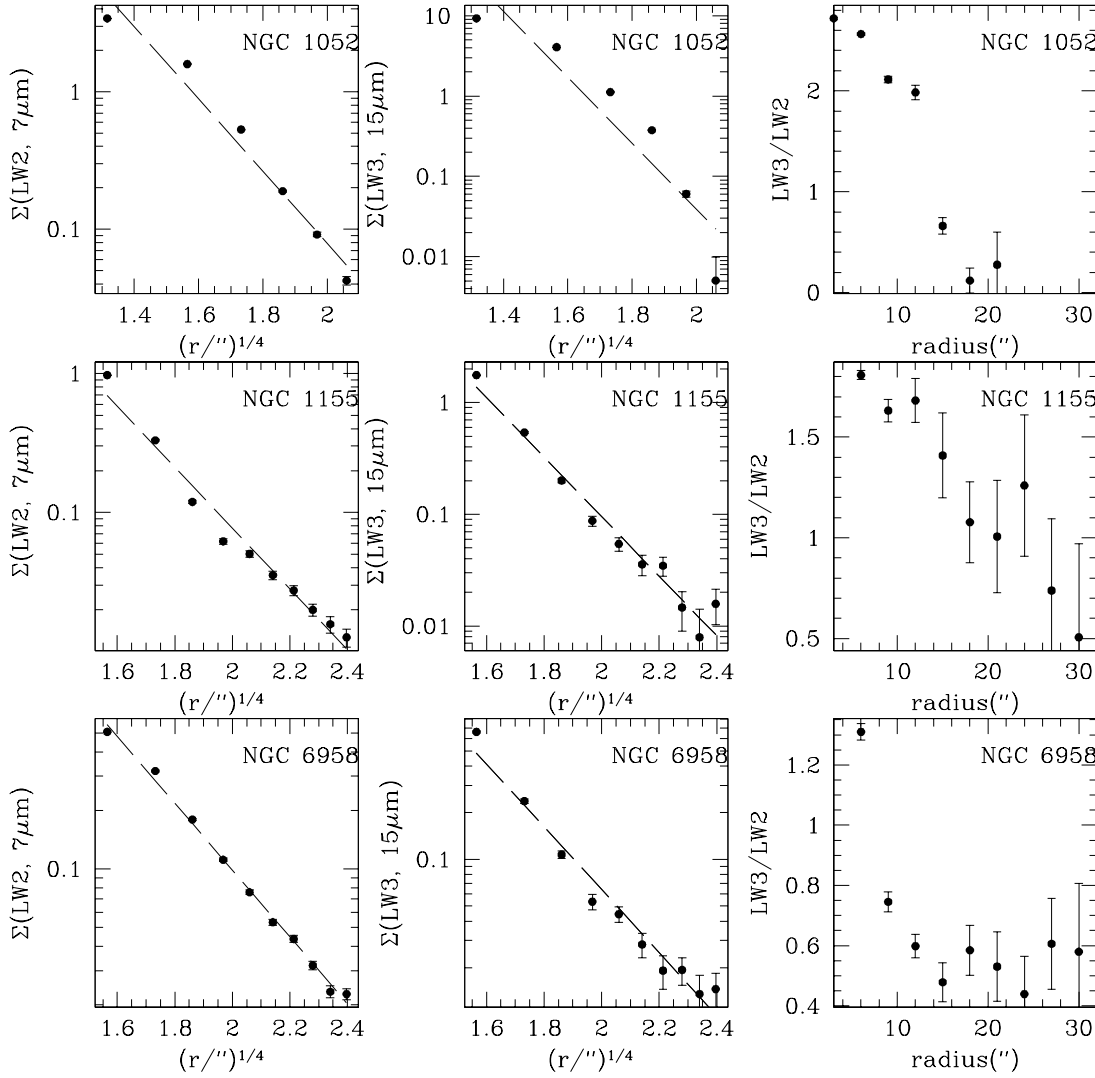 NGC 1052
Σ(LW2, 7μm)
1
0.1
1.4 1.6 1.8 2
(r/″)1/4
NGC 1052
Σ(LW3, 15μm)
10
1
0.1
0.01
1.4 1.6 1.8 2
(r/″)1/4
NGC 1052
LW3/LW2
2
1
0
10 20 30
radius(″)
NGC 1155
Σ(LW2, 7μm)
1
0.1
1.6 1.8 2 2.2 2.4
(r/″)1/4
NGC 1155
Σ(LW3, 15μm)
1
0.1
0.01
1.6 1.8 2 2.2 2.4
(r/″)1/4
NGC 1155
LW3/LW2
1.5
1
0.5
10 20 30
radius(″)
NGC 6958
Σ(LW2, 7μm)
0.1
1.6 1.8 2 2.2 2.4
(r/″)1/4
NGC 6958
Σ(LW3, 15μm)
0.1
1.6 1.8 2 2.2 2.4
(r/″)1/4
NGC 6958
LW3/LW2
1.2
1
0.8
0.6
0.4
10 20 30
radius(″)